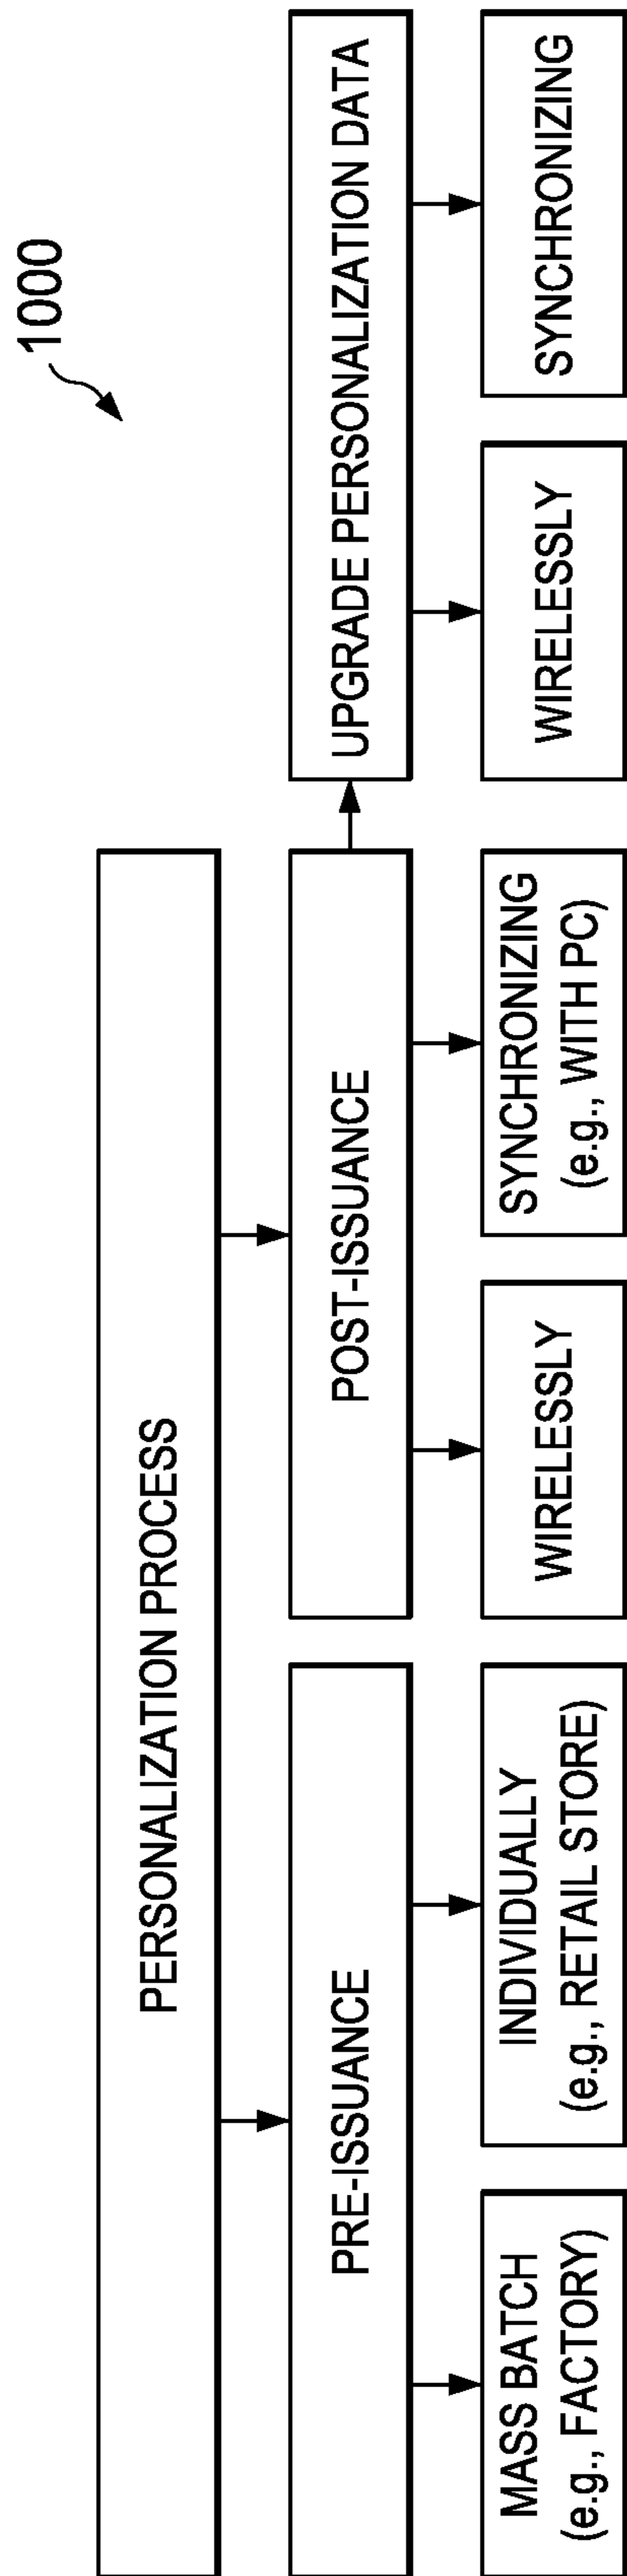 1000
PERSONALIZATION PROCESS
PRE-ISSUANCE
POST-ISSUANCE
UPGRADE PERSONALIZATION DATA
MASS BATCH
(e.g., FACTORY)
INDIVIDUALLY
(e.g., RETAIL STORE)
WIRELESSLY
SYNCHRONIZING
(e.g., WITH PC)
WIRELESSLY
SYNCHRONIZING